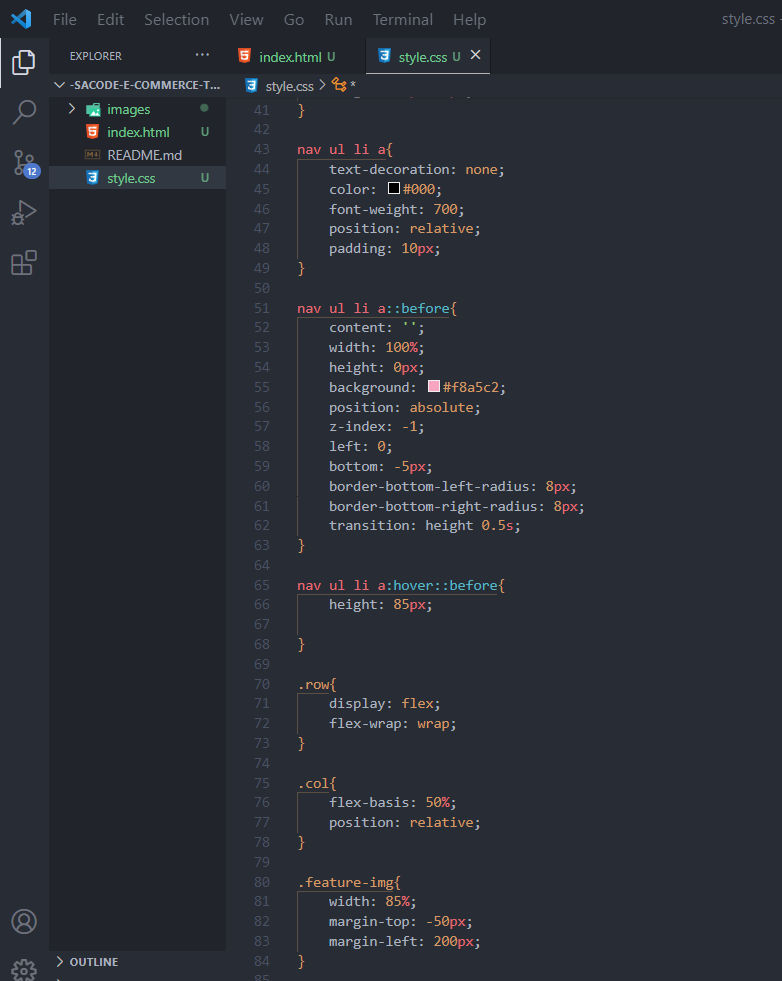 File Edit Selection View Go Run Terminal Help style.css -
EXPLORER ...
index.html U
style.css U
-SACODE-E-COMMERCE-T...
style.css > *
images
index.html U
README.md
style.css U
12
41 }
42
43 nav ul li a{
44 text-decoration: none;
45 color: #000;
46 font-weight: 700;
47 position: relative;
48 padding: 10px;
49 }
50
51 nav ul li a::before{
52 content: '';
53 width: 100%;
54 height: 0px;
55 background: #f8a5c2;
56 position: absolute;
57 z-index: -1;
58 left: 0;
59 bottom: -5px;
60 border-bottom-left-radius: 8px;
61 border-bottom-right-radius: 8px;
62 transition: height 0.5s;
63 }
64
65 nav ul li a:hover::before{
66 height: 85px;
67
68 }
69
70 .row{
71 display: flex;
72 flex-wrap: wrap;
73 }
74
75 .col{
76 flex-basis: 50%;
77 position: relative;
78 }
79
80 .feature-img{
81 width: 85%;
82 margin-top: -50px;
83 margin-left: 200px;
84 }
85
OUTLINE